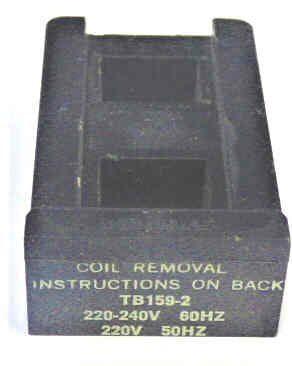 COIL REMOVAL
INSTRUCTIONS ON BACK
TB159-2
220-240V 60HZ
220V 50HZ